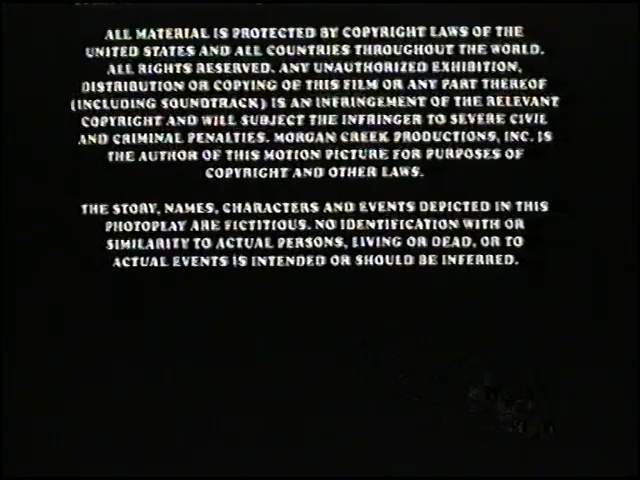 ALL MATERIAL IS PROTECTED BY COPYRIGHT LAWS OF THE
UNITED STATES AND ALL COUNTRIES THROUGHOUT THE WORLD.
ALL RIGHTS RESERVED. ANY UNAUTHORIZED EXHIBITION,
DISTRIBUTION OR COPYING OF THIS FILM OR ANY PART THEREOF
(INCLUDING SOUNDTRACK) IS AN INFRINGEMENT OF THE RELEVANT
COPYRIGHT AND WILL SUBJECT THE INFRINGER TO SEVERE CIVIL
AND CRIMINAL PENALTIES. MORGAN CREEK PRODUCTIONS, INC. IS
THE AUTHOR OF THIS MOTION PICTURE FOR PURPOSES OF
COPYRIGHT AND OTHER LAWS.
THE STORY, NAMES, CHARACTERS AND EVENTS DEPICTED IN THIS
PHOTOPLAY ARE FICTITIOUS. NO IDENTIFICATION WITH OR
SIMILARITY TO ACTUAL PERSONS, LIVING OR DEAD, OR TO
ACTUAL EVENTS IS INTENDED OR SHOULD BE INFERRED.